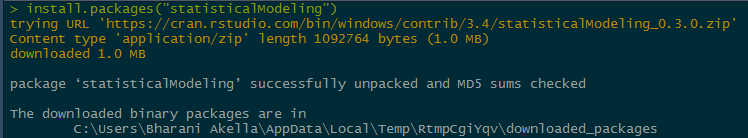 > install.packages("statisticalModeling")
trying URL 'https://cran.rstudio.com/bin/windows/contrib/3.4/statisticalModeling_0.3.0.zip'
Content type 'application/zip' length 1092764 bytes (1.0 MB)
downloaded 1.0 MB
package ‘statisticalModeling’ successfully unpacked and MD5 sums checked
The downloaded binary packages are in
C:\Users\Bharani Akella\AppData\Local\Temp\RtmpCgiYqv\downloaded_packages